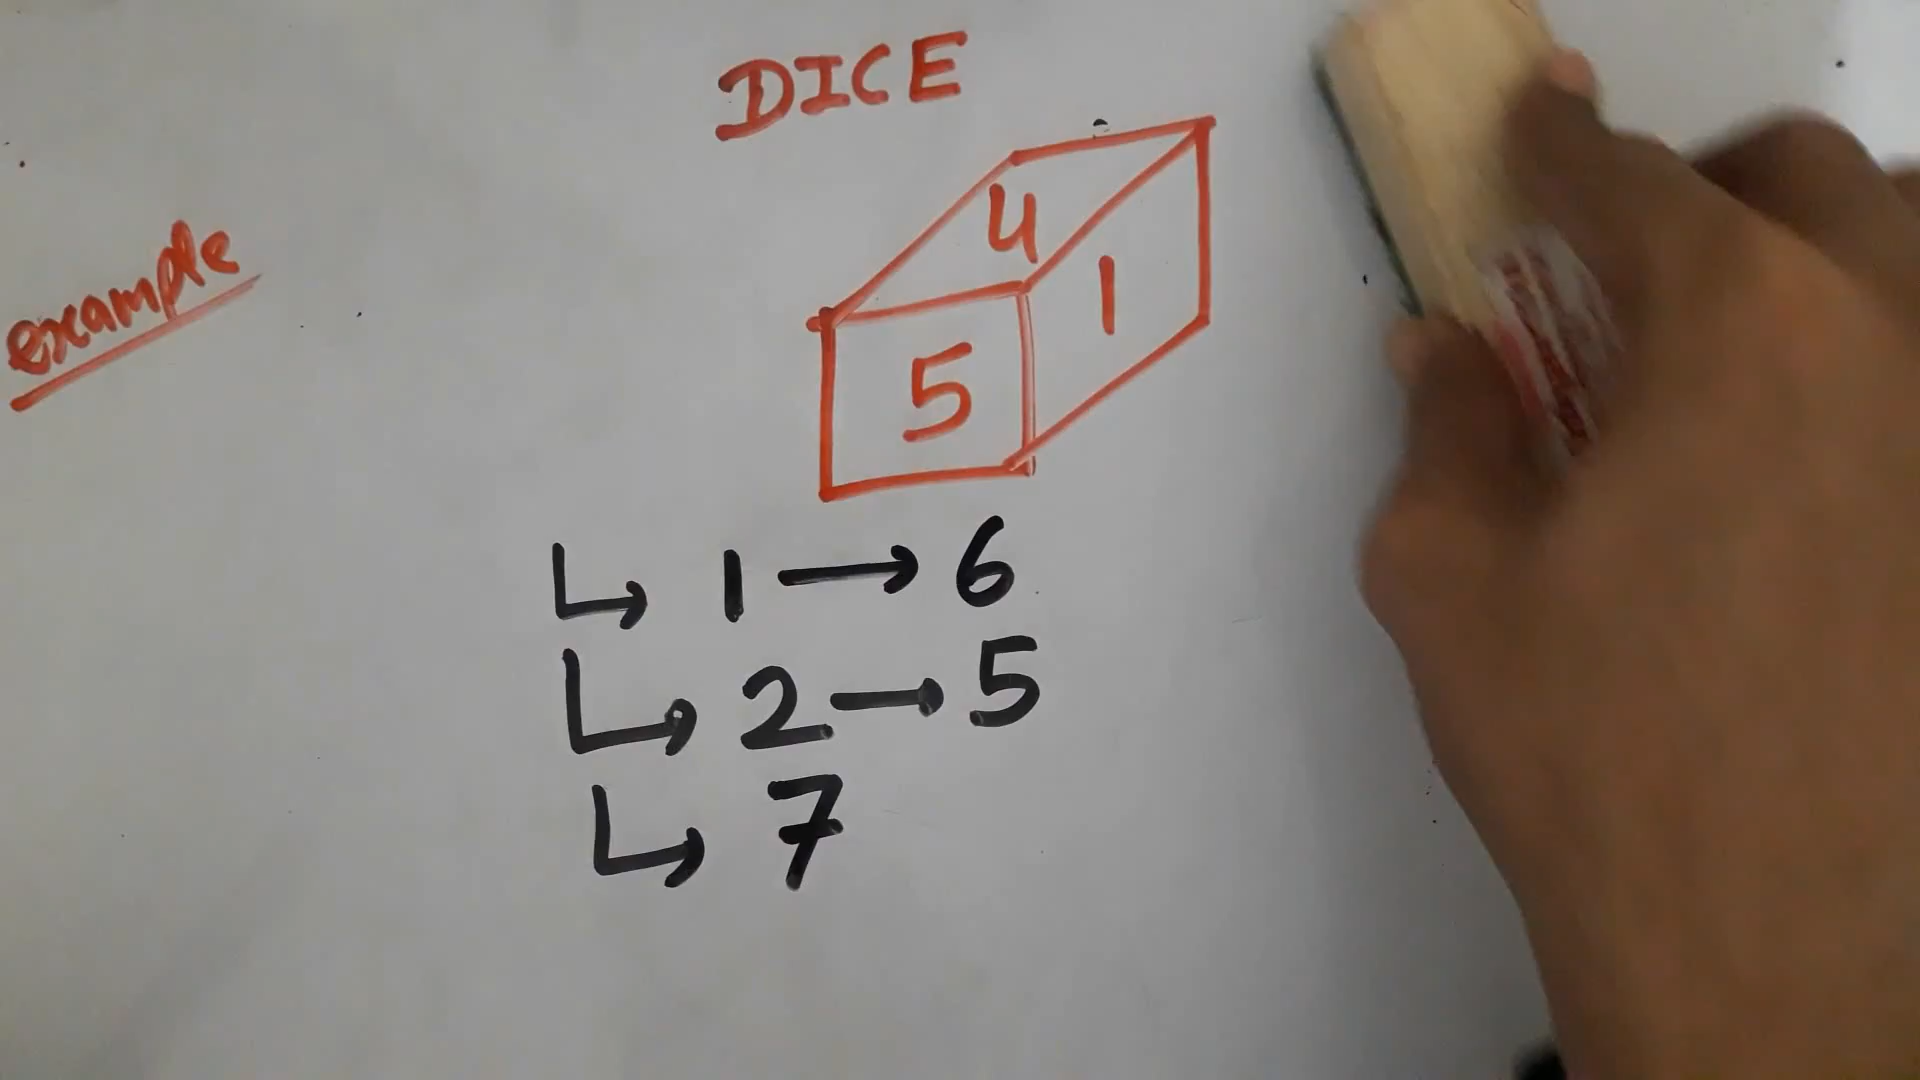 DICE
example
4
1
5
↳ 1 → 6
↳ 2 → 5
↳ 7